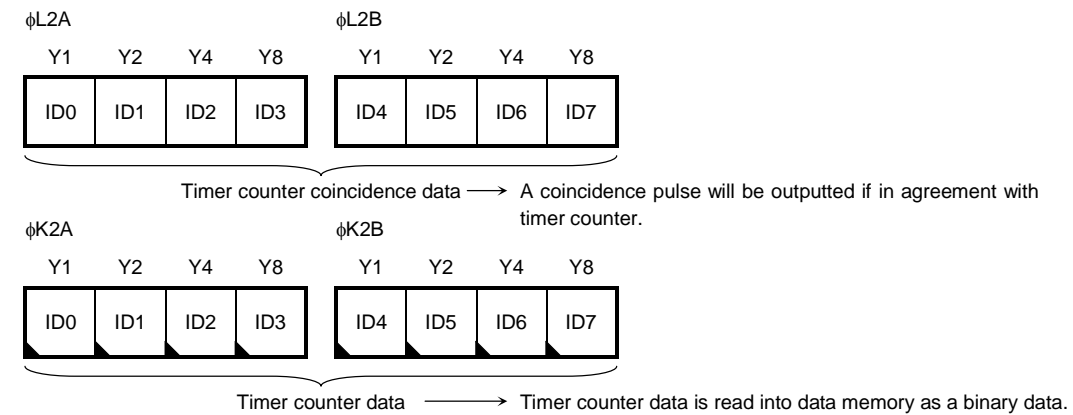 ϕL2A ϕL2B
Y1 Y2 Y4 Y8 Y1 Y2 Y4 Y8
ID0 ID1 ID2 ID3 ID4 ID5 ID6 ID7
Timer counter coincidence data → A coincidence pulse will be outputted if in agreement with
timer counter.
ϕK2A ϕK2B
Y1 Y2 Y4 Y8 Y1 Y2 Y4 Y8
ID0 ID1 ID2 ID3 ID4 ID5 ID6 ID7
Timer counter data → Timer counter data is read into data memory as a binary data.